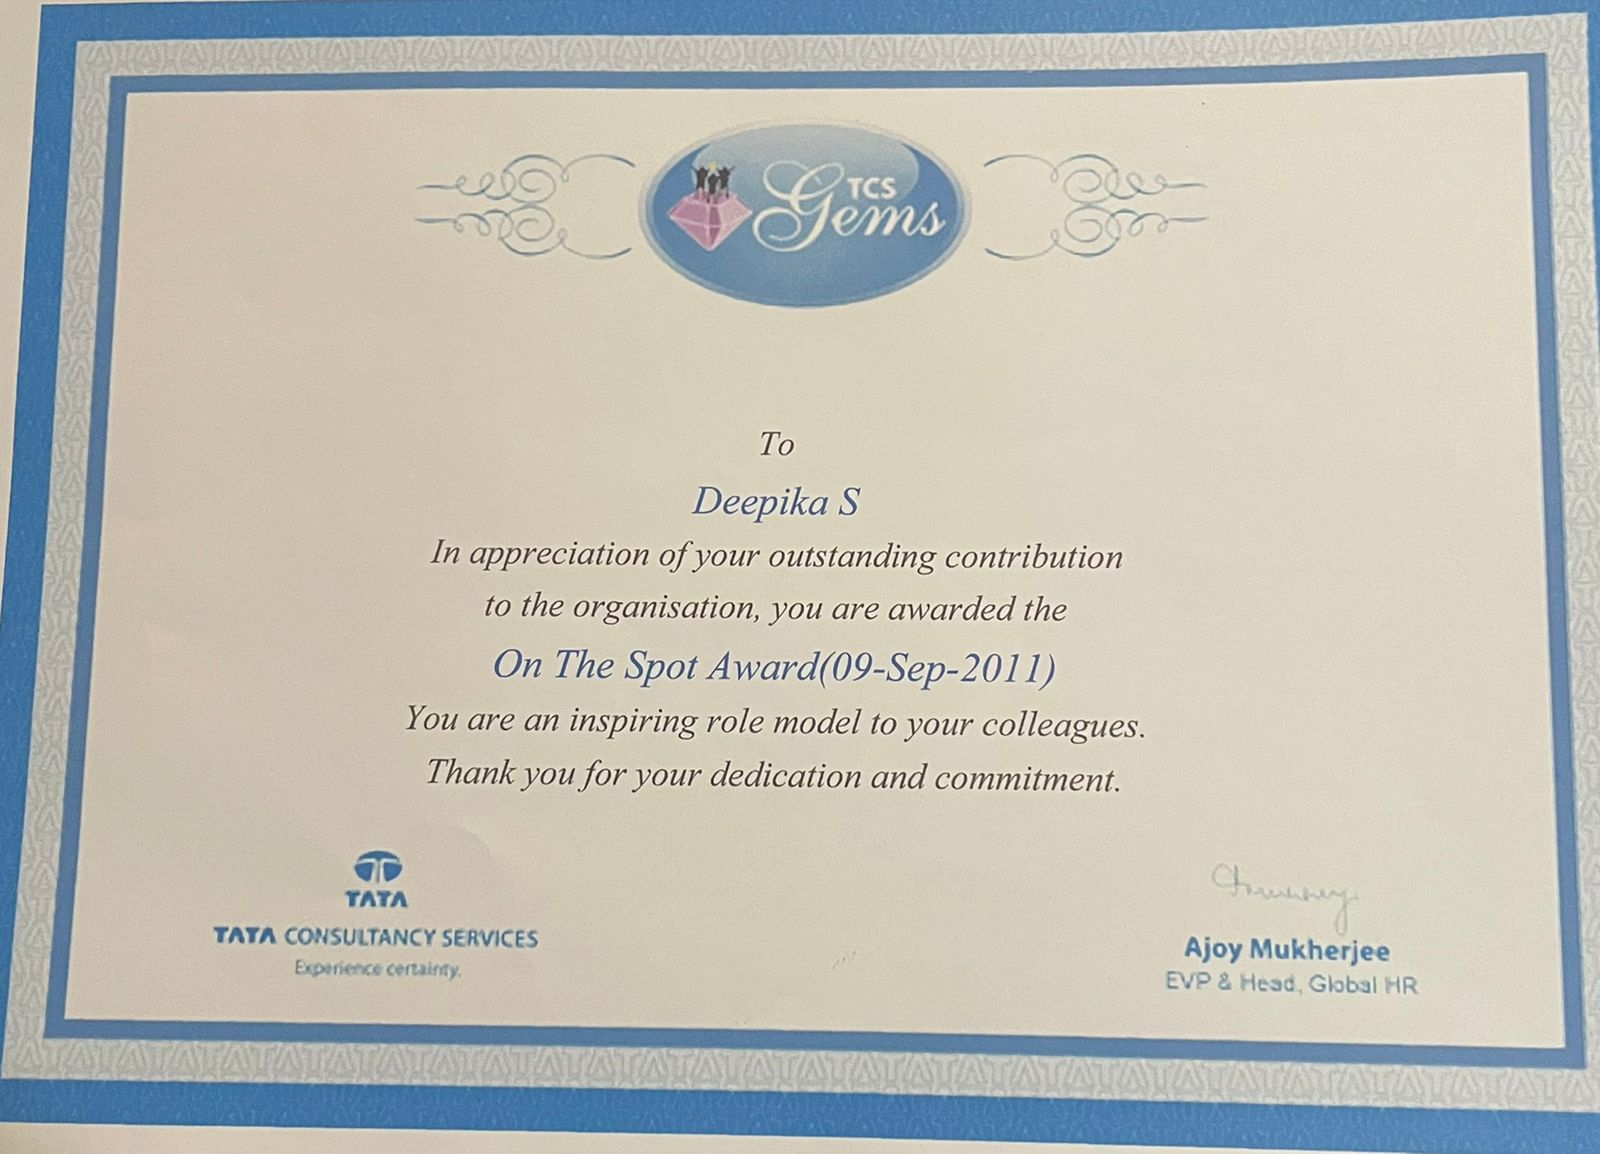 TCS
Gems
To
Deepika S
In appreciation of your outstanding contribution
to the organisation, you are awarded the
On The Spot Award(09-Sep-2011)
You are an inspiring role model to your colleagues.
Thank you for your dedication and commitment.
TATA
TATA CONSULTANCY SERVICES
Experience certainty.
Ajoy Mukherjee
EVP & Head, Global HR